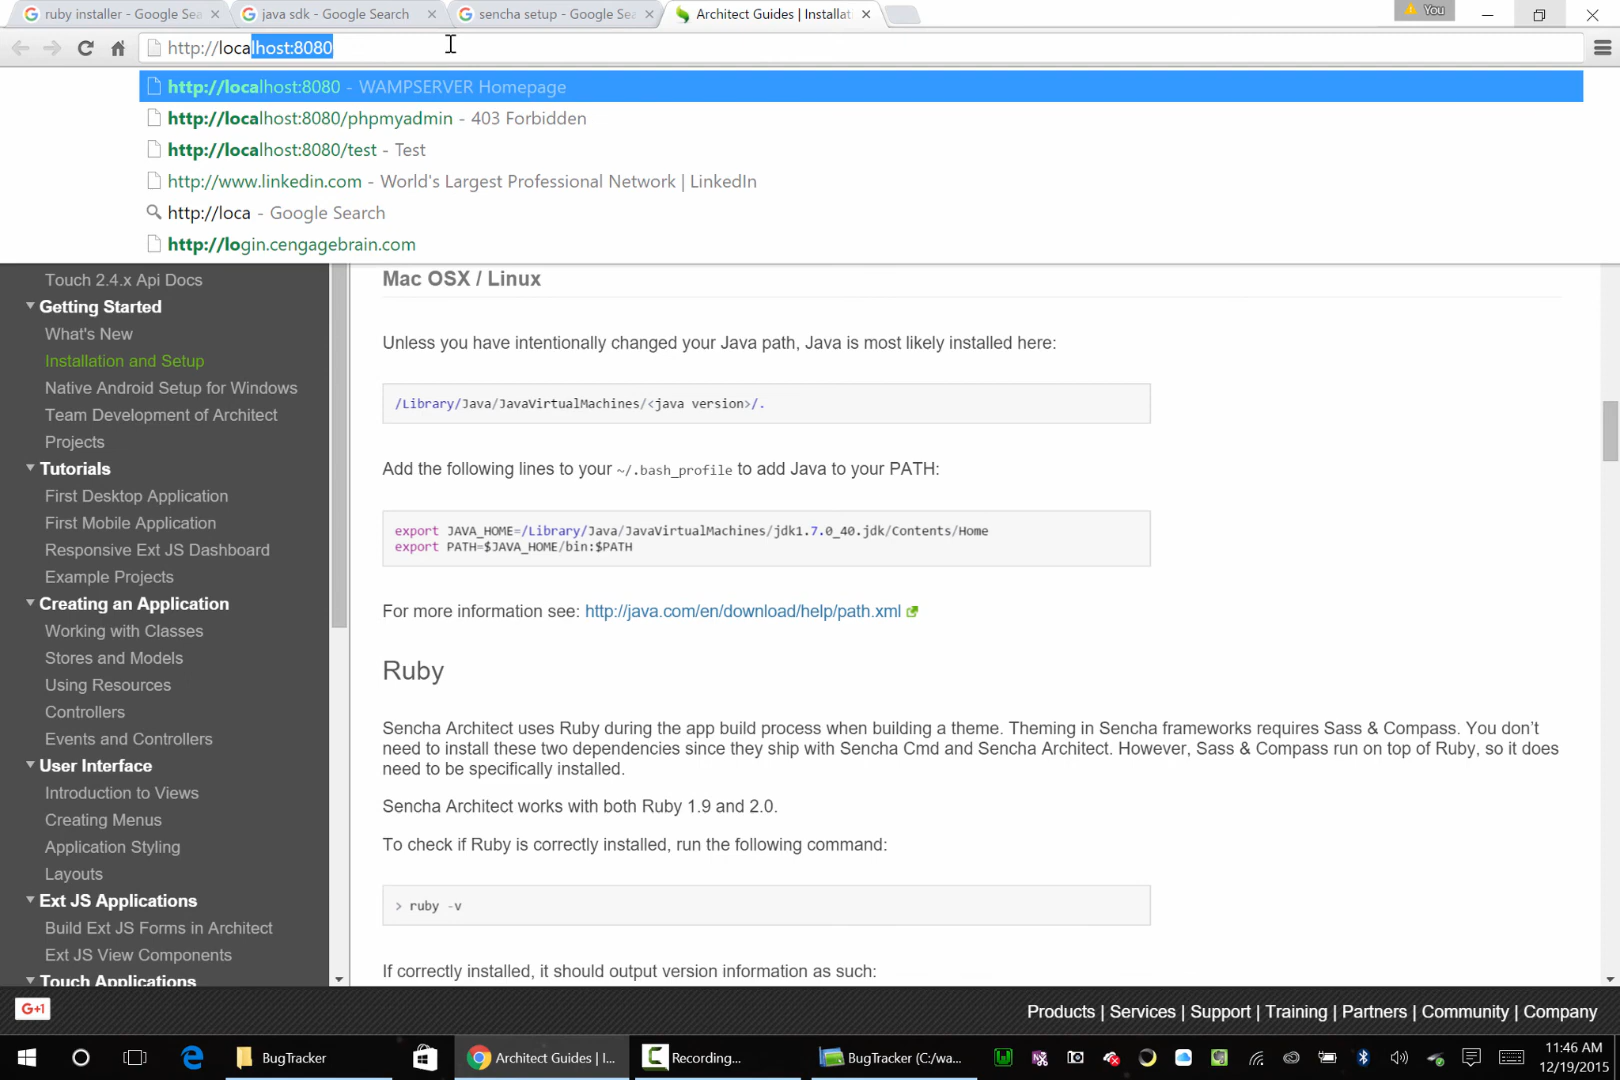 ruby installer - Google Sea
java sdk - Google Search
sencha setup - Google Sea
Architect Guides | Installat
You
http://localhost:8080
http://localhost:8080 - WAMPSERVER Homepage
http://localhost:8080/phpmyadmin - 403 Forbidden
http://localhost:8080/test - Test
http://www.linkedin.com - World's Largest Professional Network | LinkedIn
http://loca - Google Search
http://login.cengagebrain.com
Touch 2.4.x Api Docs
Getting Started
What's New
Installation and Setup
Native Android Setup for Windows
Team Development of Architect
Projects
Tutorials
First Desktop Application
First Mobile Application
Responsive Ext JS Dashboard
Example Projects
Creating an Application
Working with Classes
Stores and Models
Using Resources
Controllers
Events and Controllers
User Interface
Introduction to Views
Creating Menus
Application Styling
Layouts
Ext JS Applications
Build Ext JS Forms in Architect
Ext JS View Components
Touch Applications
Mac OSX / Linux
Unless you have intentionally changed your Java path, Java is most likely installed here:
/Library/Java/JavaVirtualMachines/<java version>/.
Add the following lines to your ~/.bash_profile to add Java to your PATH:
export JAVA_HOME=/Library/Java/JavaVirtualMachines/jdk1.7.0_40.jdk/Contents/Home
export PATH=$JAVA_HOME/bin:$PATH
For more information see: http://java.com/en/download/help/path.xml
Ruby
Sencha Architect uses Ruby during the app build process when building a theme. Theming in Sencha frameworks requires Sass & Compass. You don't
need to install these two dependencies since they ship with Sencha Cmd and Sencha Architect. However, Sass & Compass run on top of Ruby, so it does
need to be specifically installed.
Sencha Architect works with both Ruby 1.9 and 2.0.
To check if Ruby is correctly installed, run the following command:
> ruby -v
If correctly installed, it should output version information as such:
G+1
Products | Services | Support | Training | Partners | Community | Company
BugTracker
Architect Guides | I...
Recording...
BugTracker (C:/wa...
11:46 AM
12/19/2015